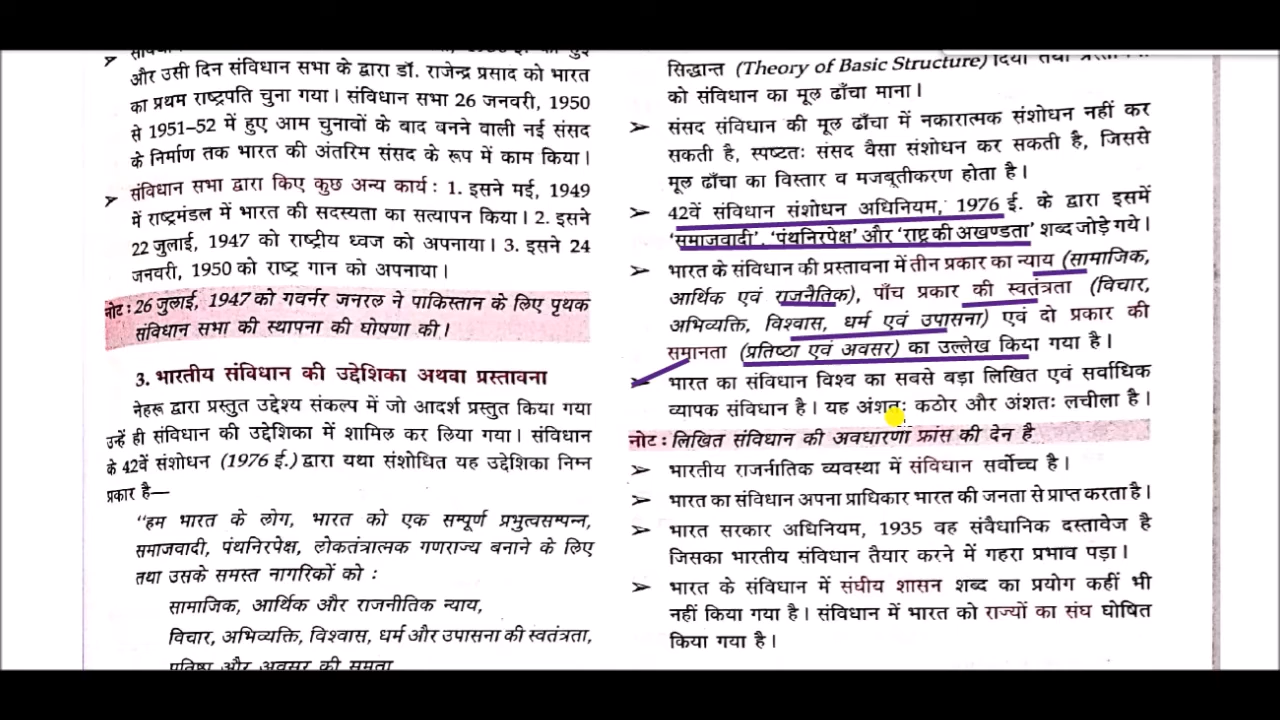 और उसी दिन संविधान सभा के द्वारा डॉ. राजेन्द्र प्रसाद को भारत
का प्रथम राष्ट्रपति चुना गया। संविधान सभा 26 जनवरी, 1950
से 1951–52 में हुए आम चुनावों के बाद बनने वाली नई संसद
के निर्माण तक भारत की अंतरिम संसद के रूप में काम किया।
➤ संविधान सभा द्वारा किए कुछ अन्य कार्य : 1. इसने मई, 1949
में राष्ट्रमंडल में भारत की सदस्यता का सत्यापन किया। 2. इसने
22 जुलाई, 1947 को राष्ट्रीय ध्वज को अपनाया। 3. इसने 24
जनवरी, 1950 को राष्ट्र गान को अपनाया।
नोट : 26 जुलाई, 1947 को गवर्नर जनरल ने पाकिस्तान के लिए पृथक
संविधान सभा की स्थापना की घोषणा की।
3. भारतीय संविधान की उद्देशिका अथवा प्रस्तावना
नेहरू द्वारा प्रस्तुत उद्देश्य संकल्प में जो आदर्श प्रस्तुत किया गया
उन्हें ही संविधान की उद्देशिका में शामिल कर लिया गया। संविधान
के 42वें संशोधन (1976 ई.) द्वारा यथा संशोधित यह उद्देशिका निम्न
प्रकार है—
“हम भारत के लोग, भारत को एक सम्पूर्ण प्रभुत्वसम्पन्न,
समाजवादी, पंथनिरपेक्ष, लोकतंत्रात्मक गणराज्य बनाने के लिए
तथा उसके समस्त नागरिकों को :
सामाजिक, आर्थिक और राजनीतिक न्याय,
विचार, अभिव्यक्ति, विश्वास, धर्म और उपासना की स्वतंत्रता,
प्रतिष्ठा और अवसर की समता
सिद्धान्त (Theory of Basic Structure) दिया तथा
को संविधान का मूल ढाँचा माना।
➤ संसद संविधान की मूल ढाँचा में नकारात्मक संशोधन नहीं कर
सकती है, स्पष्टतः संसद वैसा संशोधन कर सकती है, जिससे
मूल ढाँचा का विस्तार व मजबूतीकरण होता है।
➤ 42वें संविधान संशोधन अधिनियम, 1976 ई. के द्वारा इसमें
‘समाजवादी’, ‘पंथनिरपेक्ष’ और ‘राष्ट्र की अखण्डता’ शब्द जोड़े गये।
➤ भारत के संविधान की प्रस्तावना में तीन प्रकार का न्याय (सामाजिक,
आर्थिक एवं राजनैतिक), पाँच प्रकार की स्वतंत्रता (विचार,
अभिव्यक्ति, विश्वास, धर्म एवं उपासना) एवं दो प्रकार की
समानता (प्रतिष्ठा एवं अवसर) का उल्लेख किया गया है।
➤ भारत का संविधान विश्व का सबसे बड़ा लिखित एवं सर्वाधिक
व्यापक संविधान है। यह अंशतः कठोर और अंशतः लचीला है।
नोट : लिखित संविधान की अवधारणा फ्रांस की देन है
➤ भारतीय राजनीतिक व्यवस्था में संविधान सर्वोच्च है।
➤ भारत का संविधान अपना प्राधिकार भारत की जनता से प्राप्त करता है।
➤ भारत सरकार अधिनियम, 1935 वह संवैधानिक दस्तावेज है
जिसका भारतीय संविधान तैयार करने में गहरा प्रभाव पड़ा।
➤ भारत के संविधान में संघीय शासन शब्द का प्रयोग कहीं भी
नहीं किया गया है। संविधान में भारत को राज्यों का संघ घोषित
किया गया है।